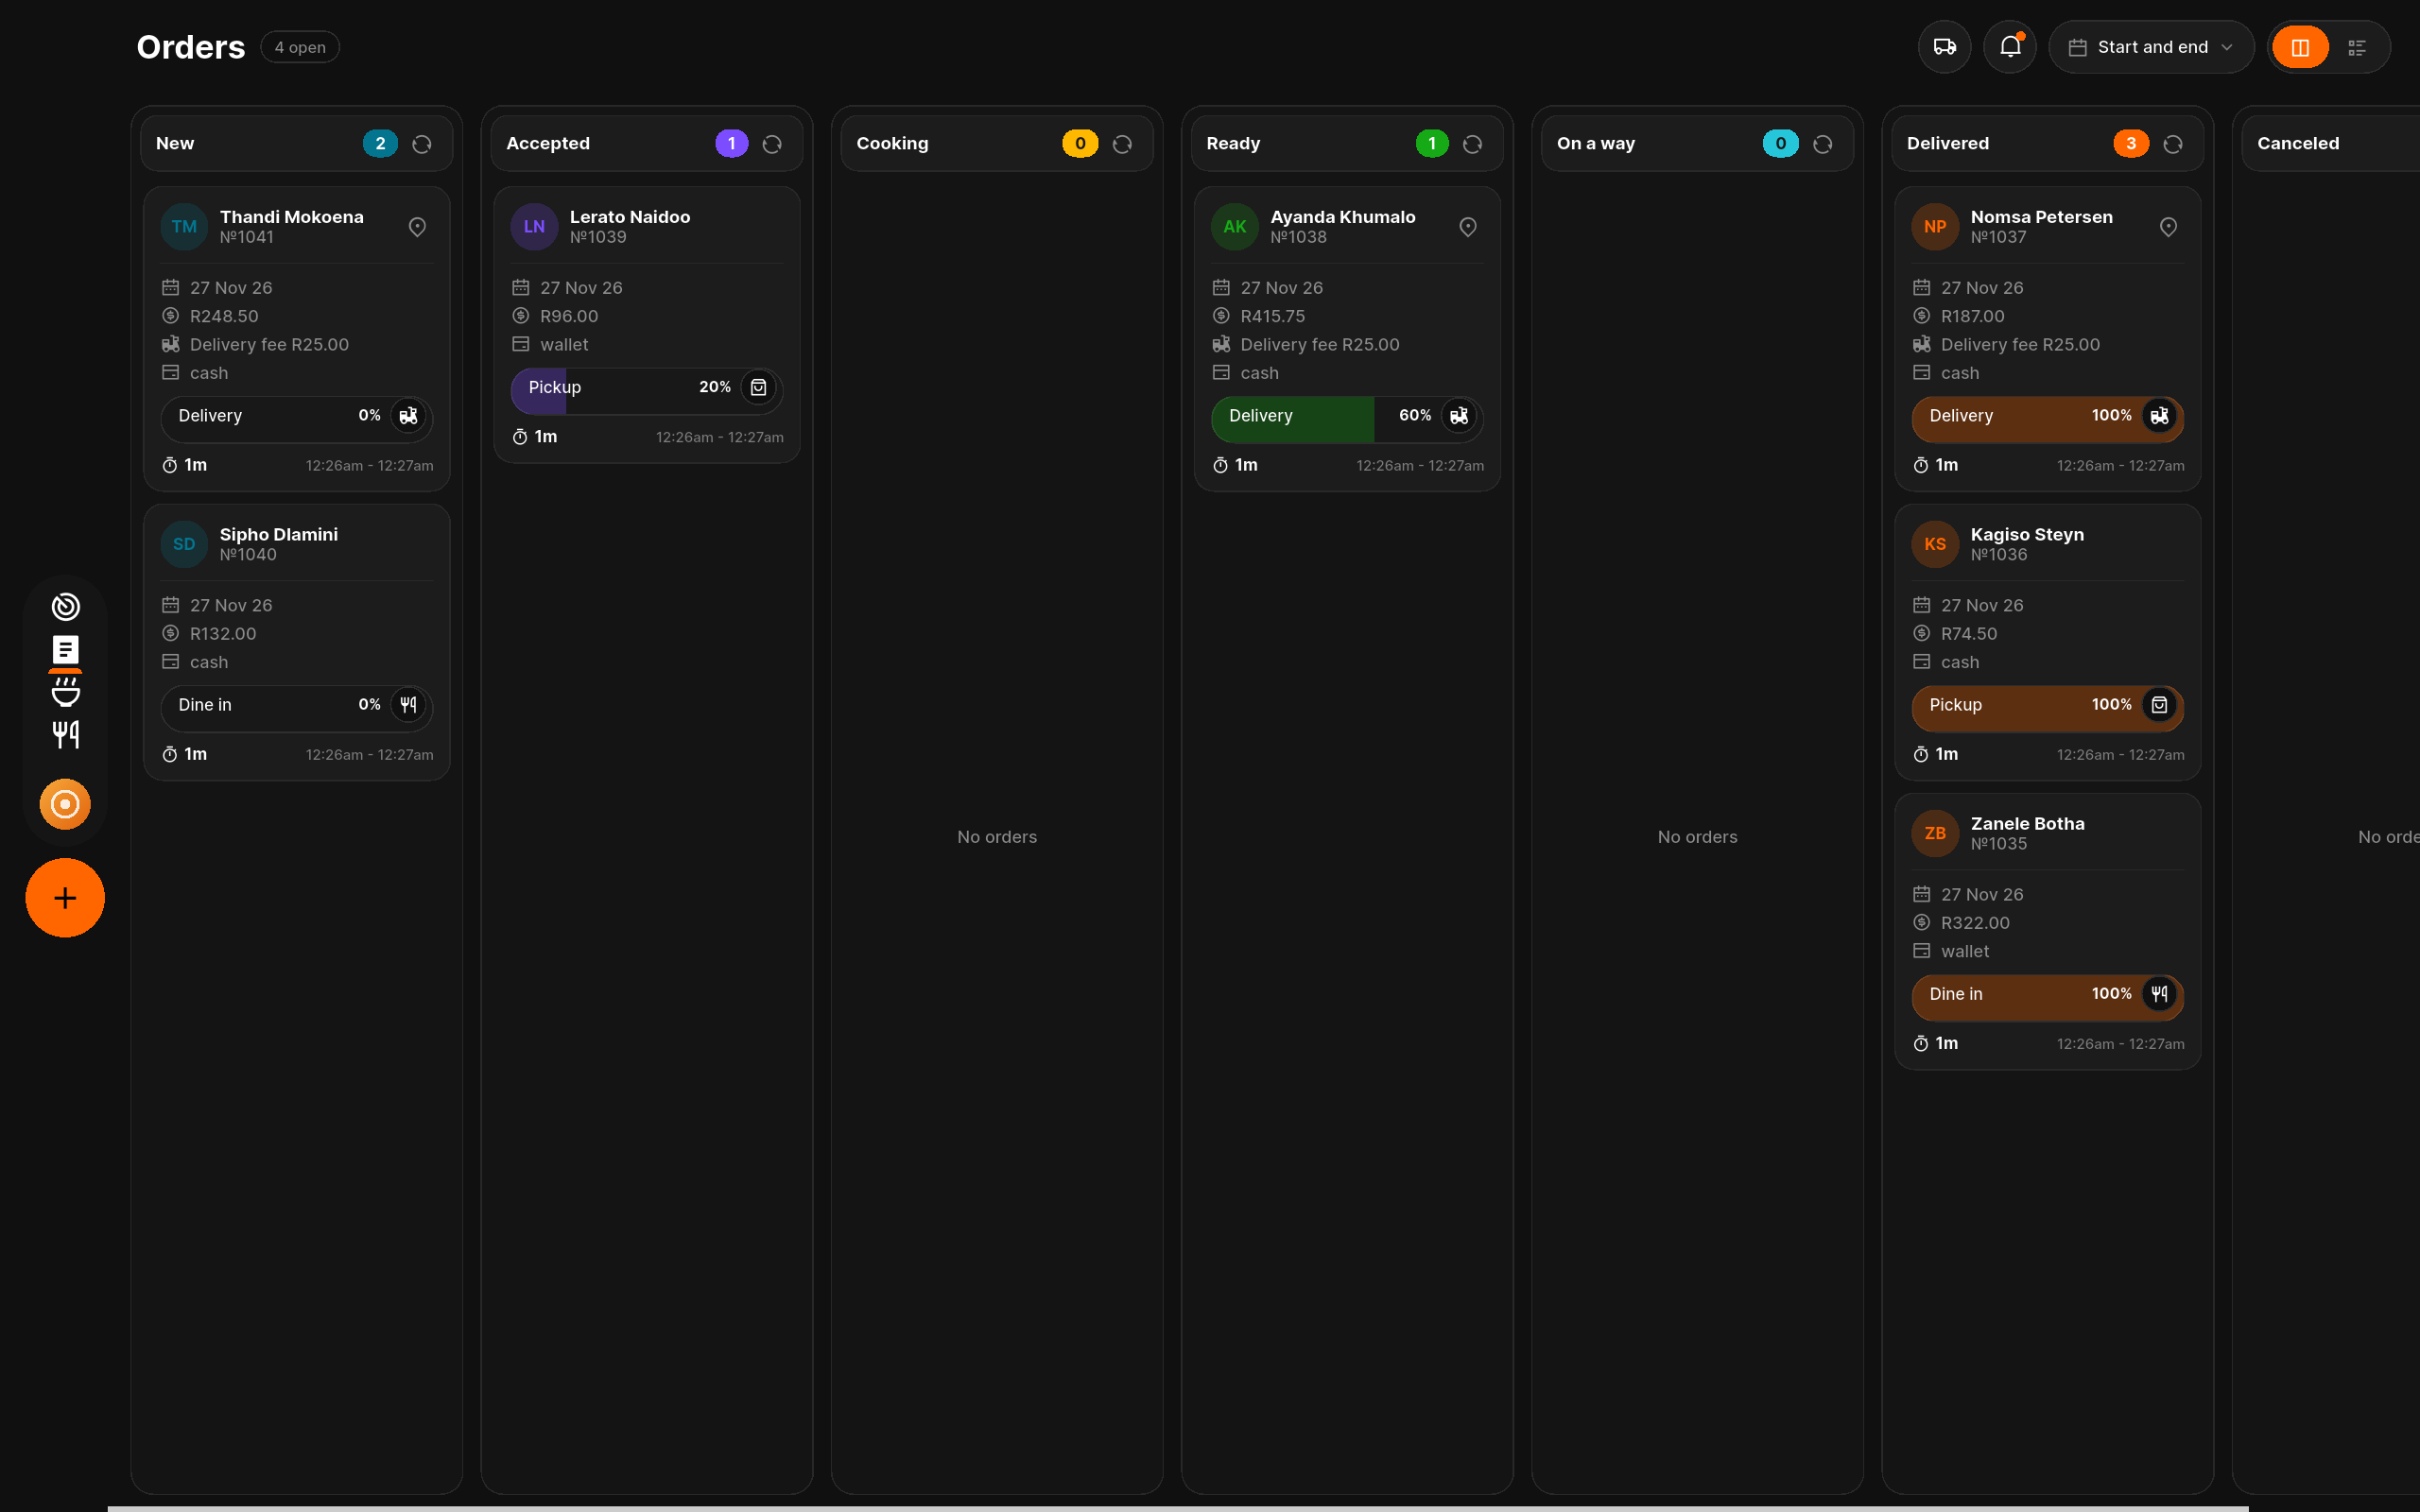 Orders
4 open
Start and end
New
2
TM
Thandi Mokoena
№1041
27 Nov 26
R248.50
Delivery fee R25.00
cash
Delivery
0%
1m
12:26am - 12:27am
SD
Sipho Dlamini
№1040
27 Nov 26
R132.00
cash
Dine in
0%
1m
12:26am - 12:27am
Accepted
1
LN
Lerato Naidoo
№1039
27 Nov 26
R96.00
wallet
Pickup
20%
1m
12:26am - 12:27am
Cooking
0
No orders
Ready
1
AK
Ayanda Khumalo
№1038
27 Nov 26
R415.75
Delivery fee R25.00
cash
Delivery
60%
1m
12:26am - 12:27am
On a way
0
No orders
Delivered
3
NP
Nomsa Petersen
№1037
27 Nov 26
R187.00
Delivery fee R25.00
cash
Delivery
100%
1m
12:26am - 12:27am
KS
Kagiso Steyn
№1036
27 Nov 26
R74.50
cash
Pickup
100%
1m
12:26am - 12:27am
ZB
Zanele Botha
№1035
27 Nov 26
R322.00
wallet
Dine in
100%
1m
12:26am - 12:27am
Canceled
No orde